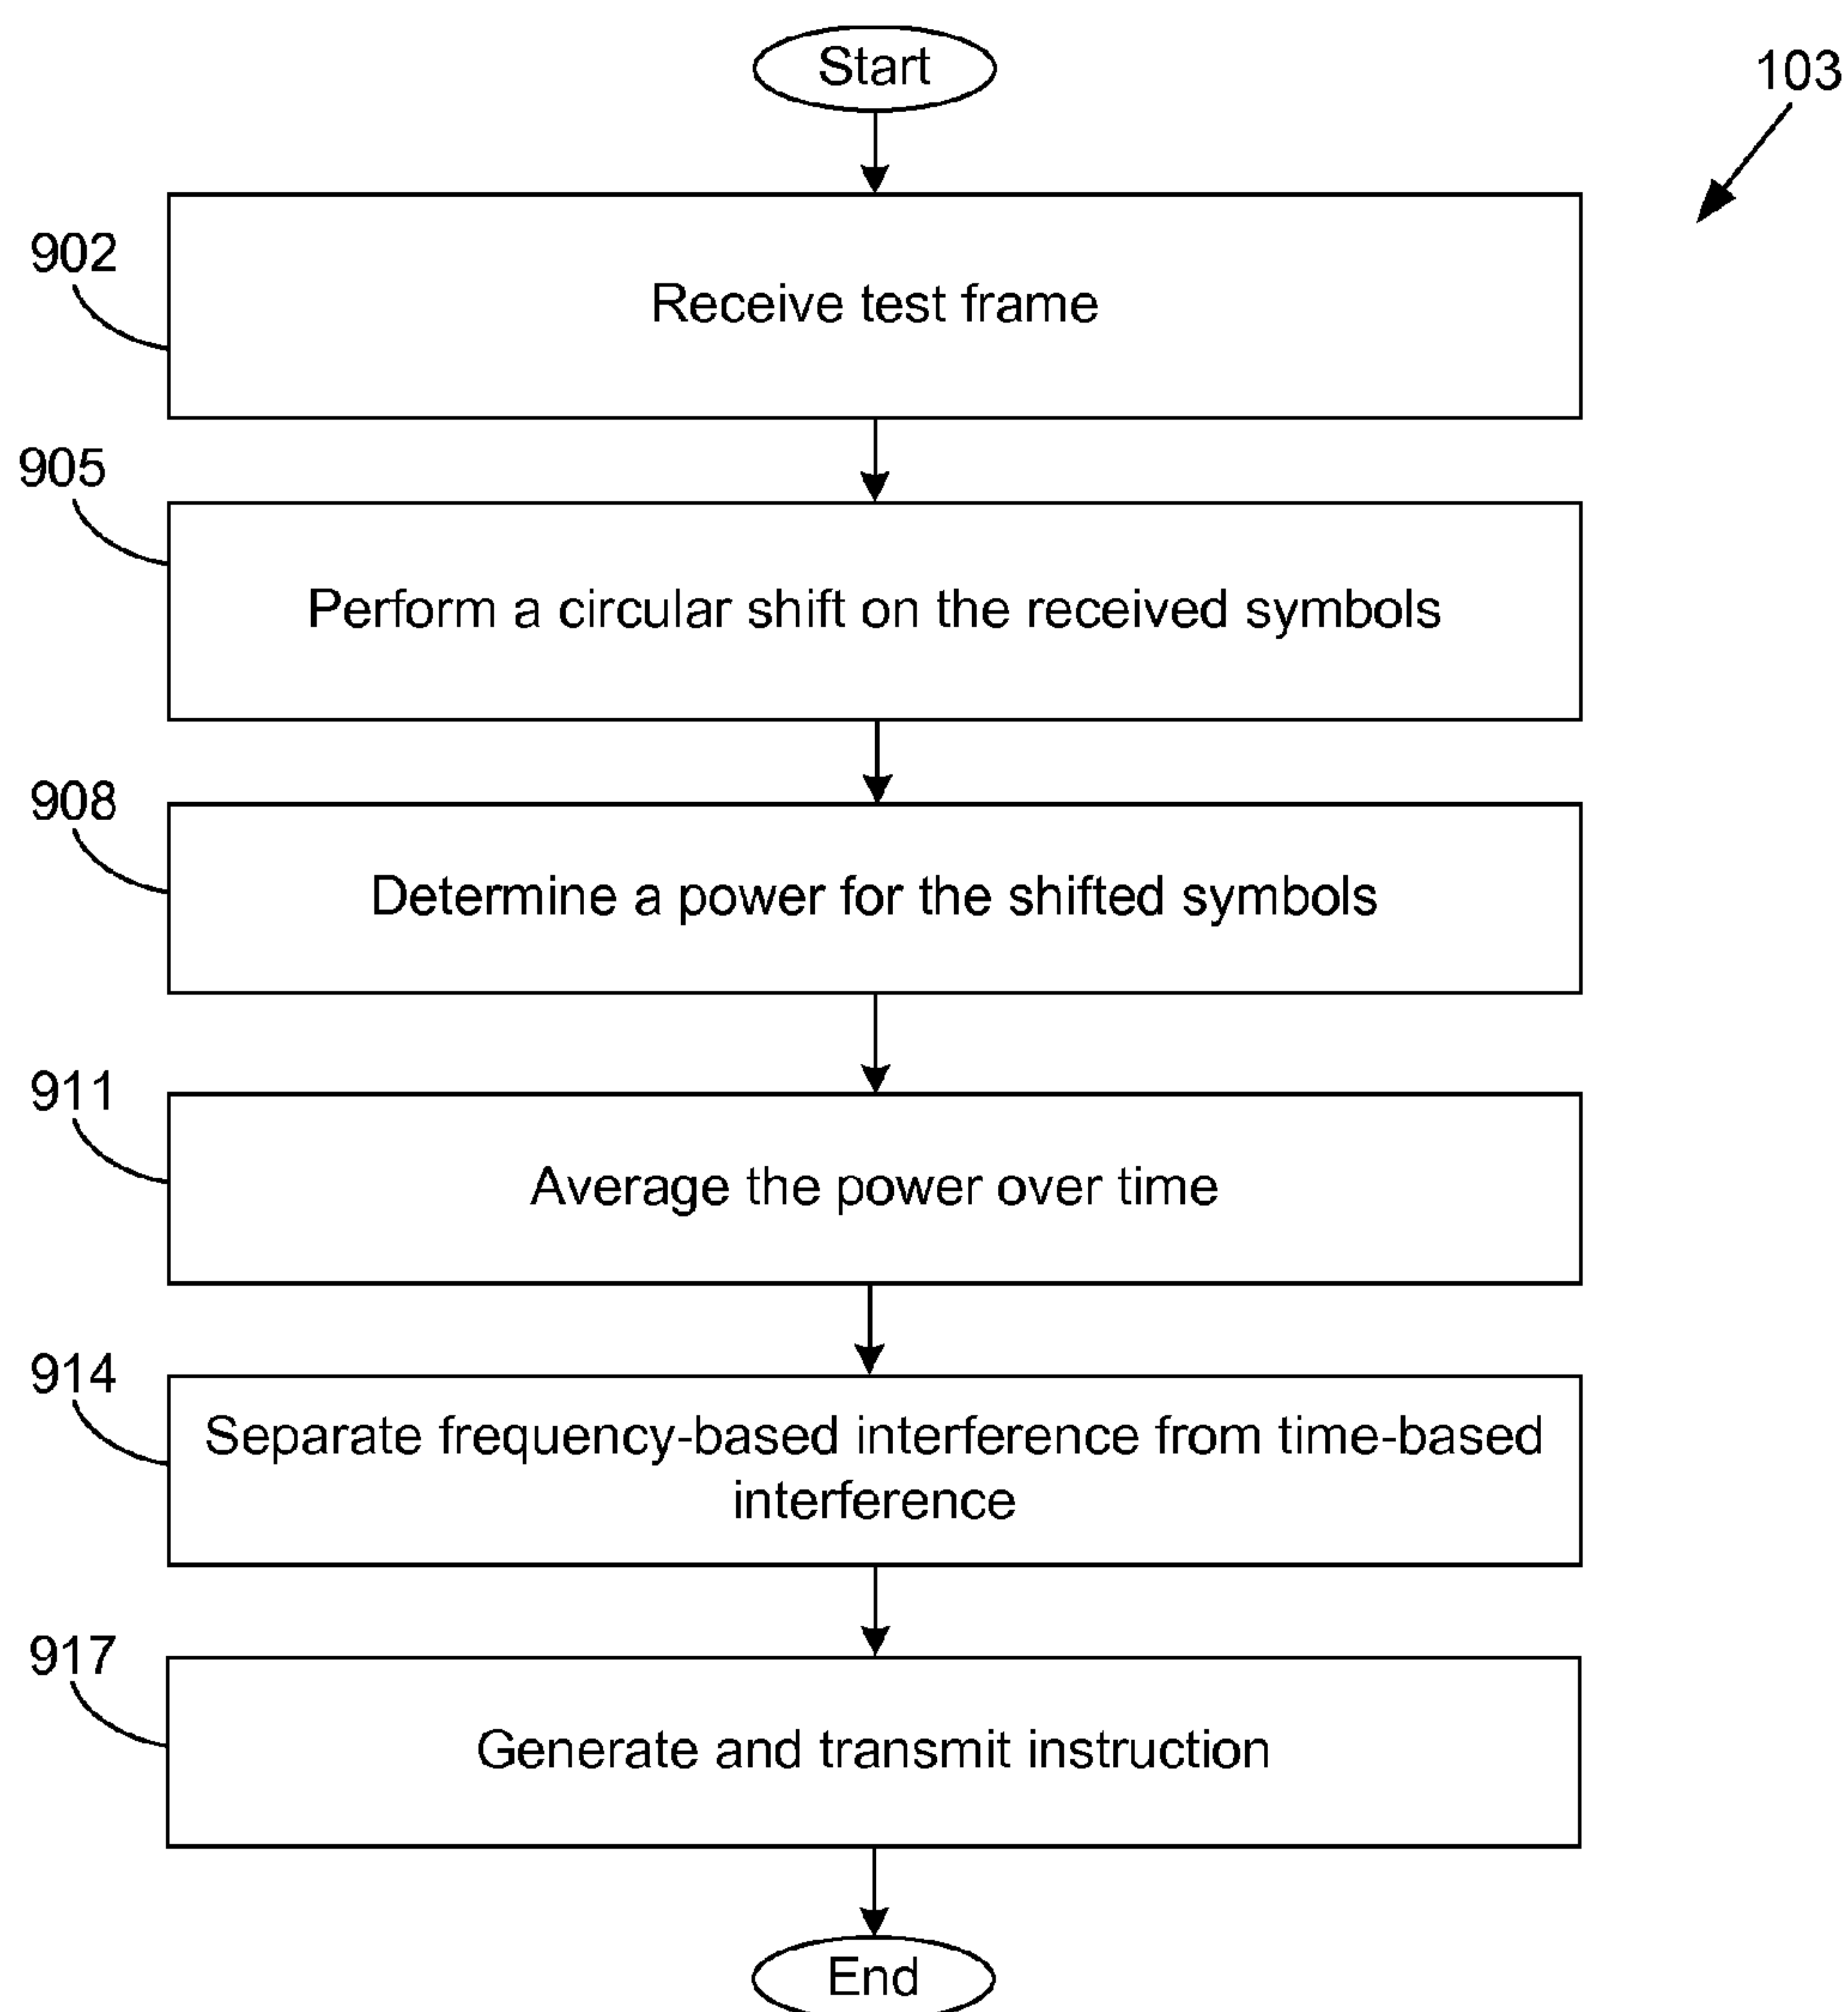 Start
103
902
Receive test frame
905
Perform a circular shift on the received symbols
908
Determine a power for the shifted symbols
911
Average the power over time
914
Separate frequency-based interference from time-based
interference
917
Generate and transmit instruction
End